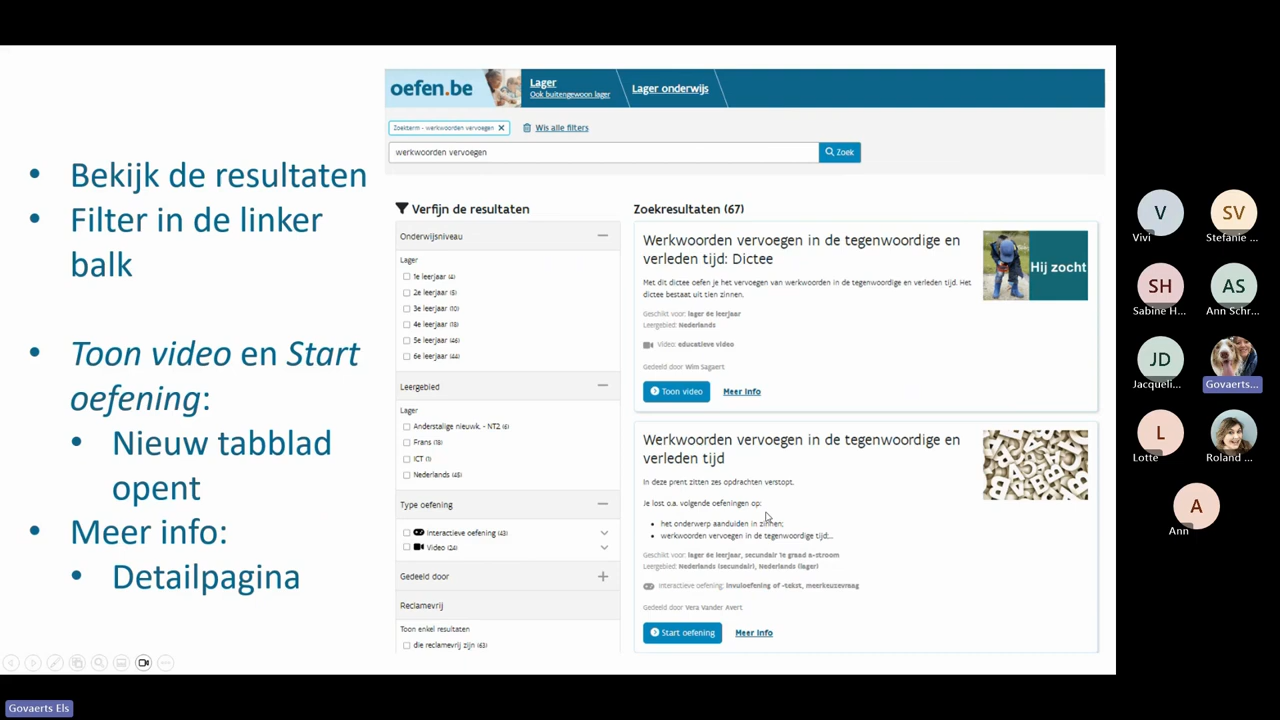 • Bekijk de resultaten
• Filter in de linker
balk
• Toon video en Start
oefening:
• Nieuw tabblad
opent
• Meer info:
• Detailpagina
oefen.be
Lager
Ook buitengewoon lager
Lager onderwijs
Zoekterm - werkwoorden vervoegen ✕
Wis alle filters
werkwoorden vervoegen
Zoek
Verfijn de resultaten
Onderwijsniveau
Lager
1e leerjaar (4)
2e leerjaar (5)
3e leerjaar (10)
4e leerjaar (18)
5e leerjaar (46)
6e leerjaar (44)
Leergebied
Lager
Anderstalige nieuwk. - NT2 (6)
Frans (18)
ICT (1)
Nederlands (45)
Type oefening
Interactieve oefening (43)
Video (24)
Gedeeld door
Reclamevrij
Toon enkel resultaten
die reclamevrij zijn (63)
Zoekresultaten (67)
Werkwoorden vervoegen in de tegenwoordige en
verleden tijd: Dictee
Met dit dictee oefen je het vervoegen van werkwoorden in de tegenwoordige en verleden tijd. Het
dictee bestaat uit tien zinnen.
Geschikt voor: lager 6e leerjaar
Leergebied: Nederlands
Video: educatieve video
Gedeeld door Wim Sagaert
Toon video
Meer info
Hij zocht
Werkwoorden vervoegen in de tegenwoordige en
verleden tijd
In deze prent zitten zes opdrachten verstopt.
Je lost o.a. volgende oefeningen op:
• het onderwerp aanduiden in zinnen;
• werkwoorden vervoegen in de tegenwoordige tijd;..
Geschikt voor: lager 6e leerjaar, secundair 1e graad a-stroom
Leergebied: Nederlands (secundair), Nederlands (lager)
Interactieve oefening: invuloefening of -tekst, meerkeuzevraag
Gedeeld door Vera Vander Avert
Start oefening
Meer info
V
Vivi
SV
Stefanie ...
SH
Sabine H...
AS
Ann Schr...
JD
Jacqueli...
Govaerts...
L
Lotte
Roland ...
A
Ann
Govaerts Els